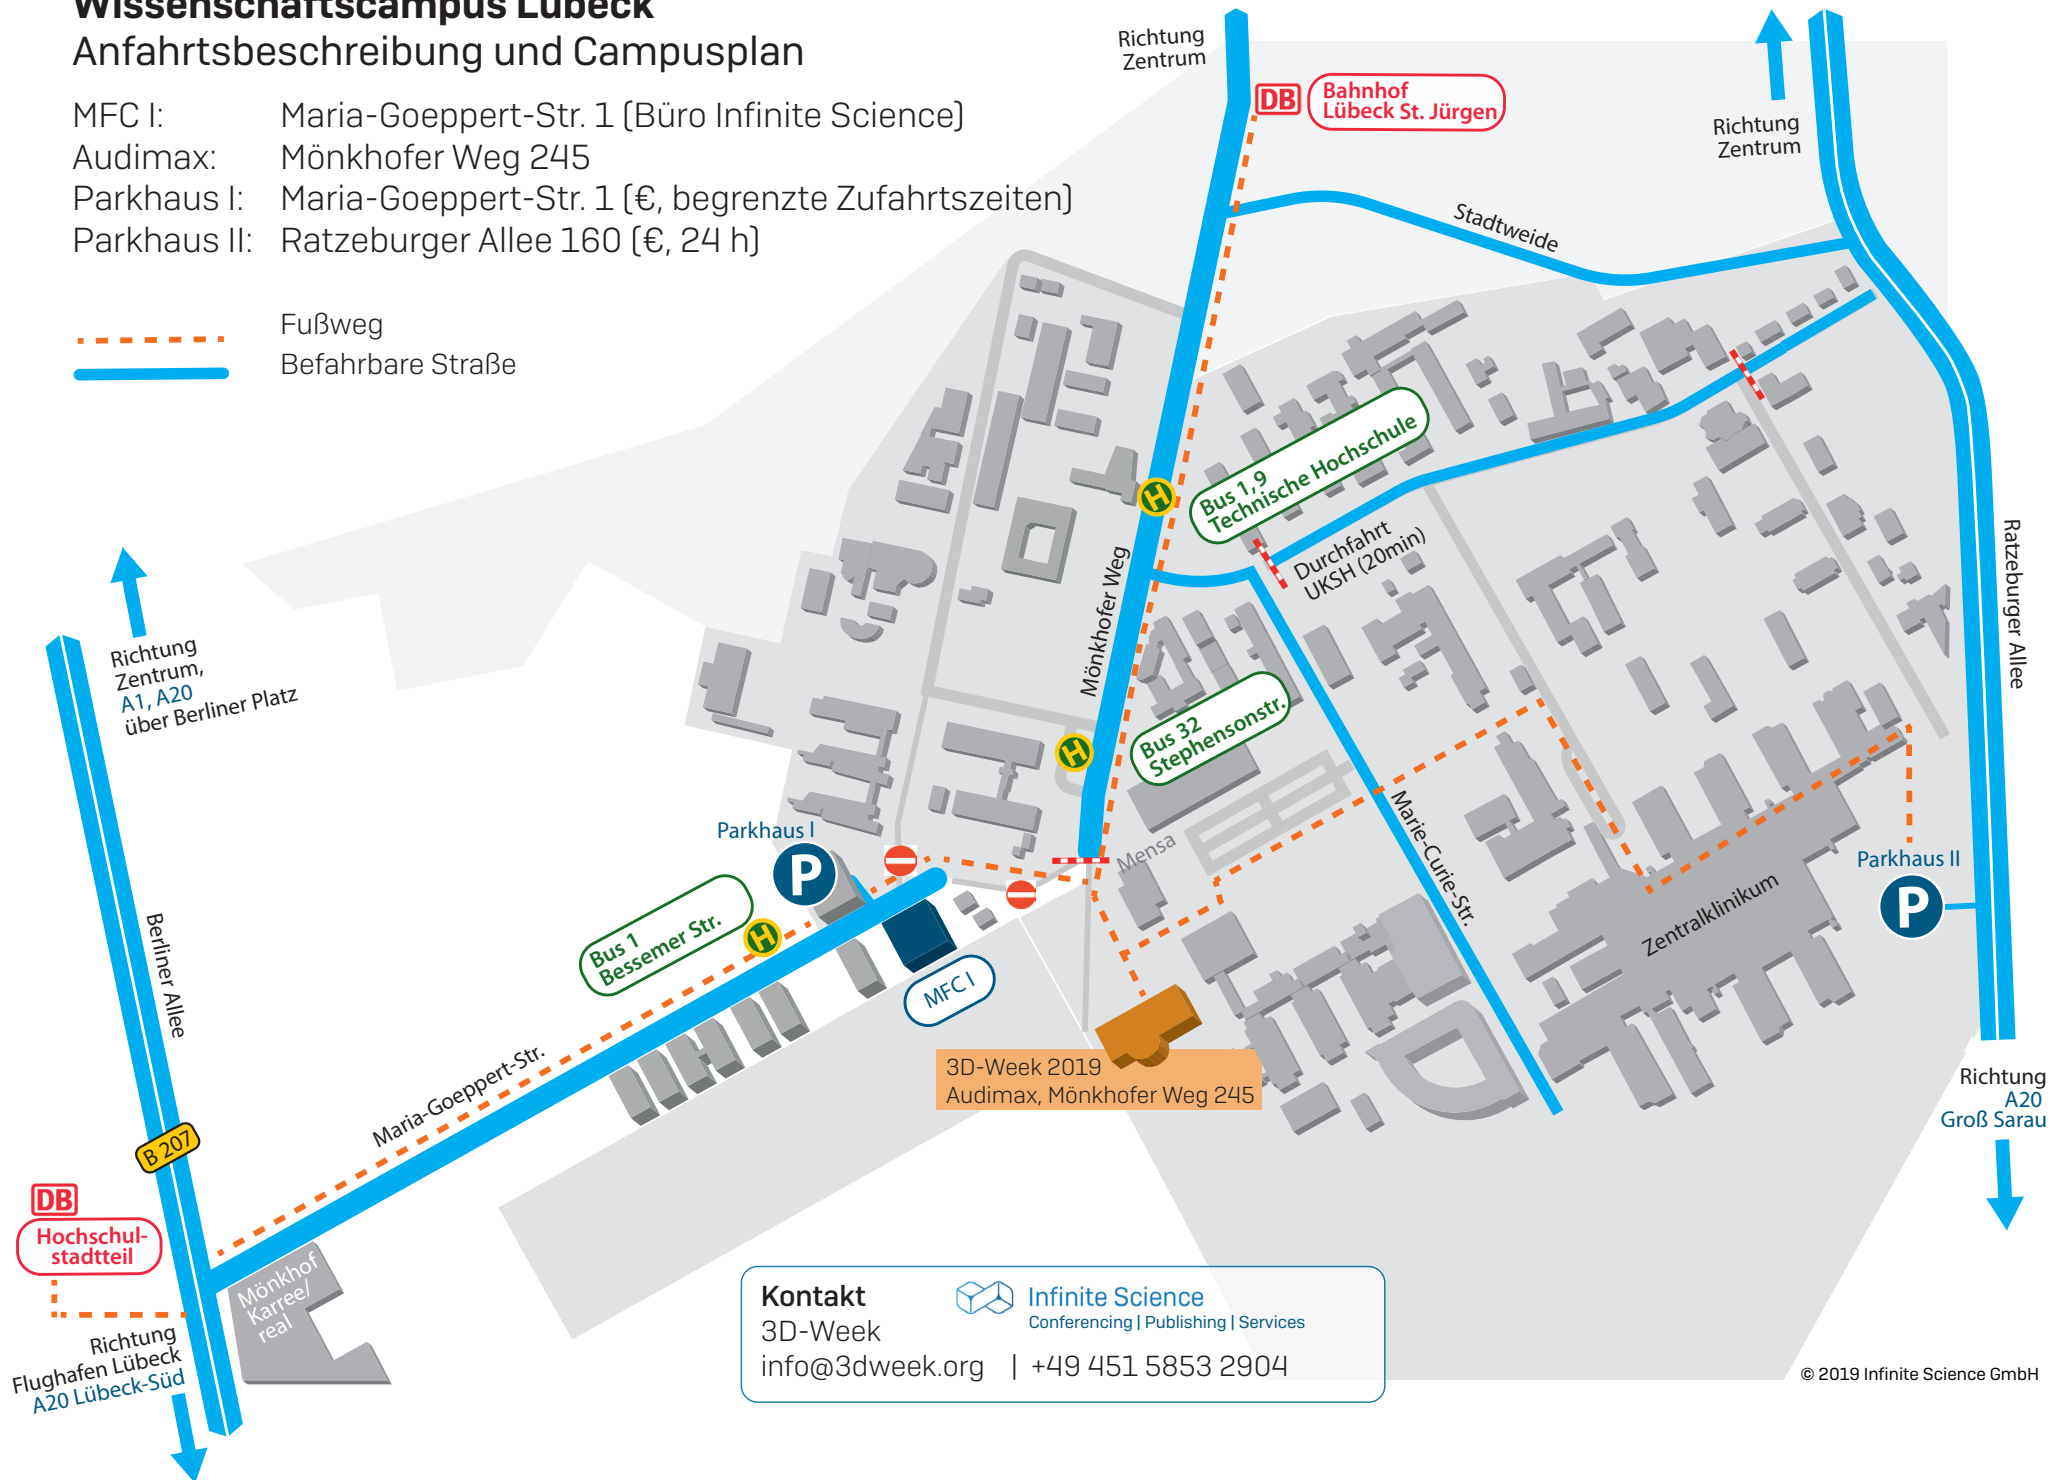 Wissenschaftscampus Lübeck
Anfahrtsbeschreibung und Campusplan
MFC I: Maria-Goeppert-Str. 1 (Büro Infinite Science)
Audimax: Mönkhofer Weg 245
Parkhaus I: Maria-Goeppert-Str. 1 (€, begrenzte Zufahrtszeiten)
Parkhaus II: Ratzeburger Allee 160 (€, 24 h)
Fußweg
Befahrbare Straße
Richtung
Zentrum
DB
Bahnhof
Lübeck St. Jürgen
Richtung
Zentrum
Stadtweide
H
Bus 1,9
Technische Hochschule
Durchfahrt
UKSH (20min)
Mönkhofer Weg
Ratzeburger Allee
Richtung
Zentrum,
A1, A20
über Berliner Platz
H
Bus 32
Stephensonstr.
Parkhaus I
P
Mensa
Marie-Curie-Str.
Parkhaus II
P
Zentralklinikum
Berliner Allee
Bus 1
Bessemer Str.
H
MFC I
Maria-Goeppert-Str.
3D-Week 2019
Audimax, Mönkhofer Weg 245
B 207
Richtung
A20
Groß Sarau
DB
Hochschul-
stadtteil
Mönkhof
Karree/
real
Richtung
Flughafen Lübeck
A20 Lübeck-Süd
Kontakt
3D-Week
info@3dweek.org | +49 451 5853 2904
Infinite Science
Conferencing | Publishing | Services
© 2019 Infinite Science GmbH